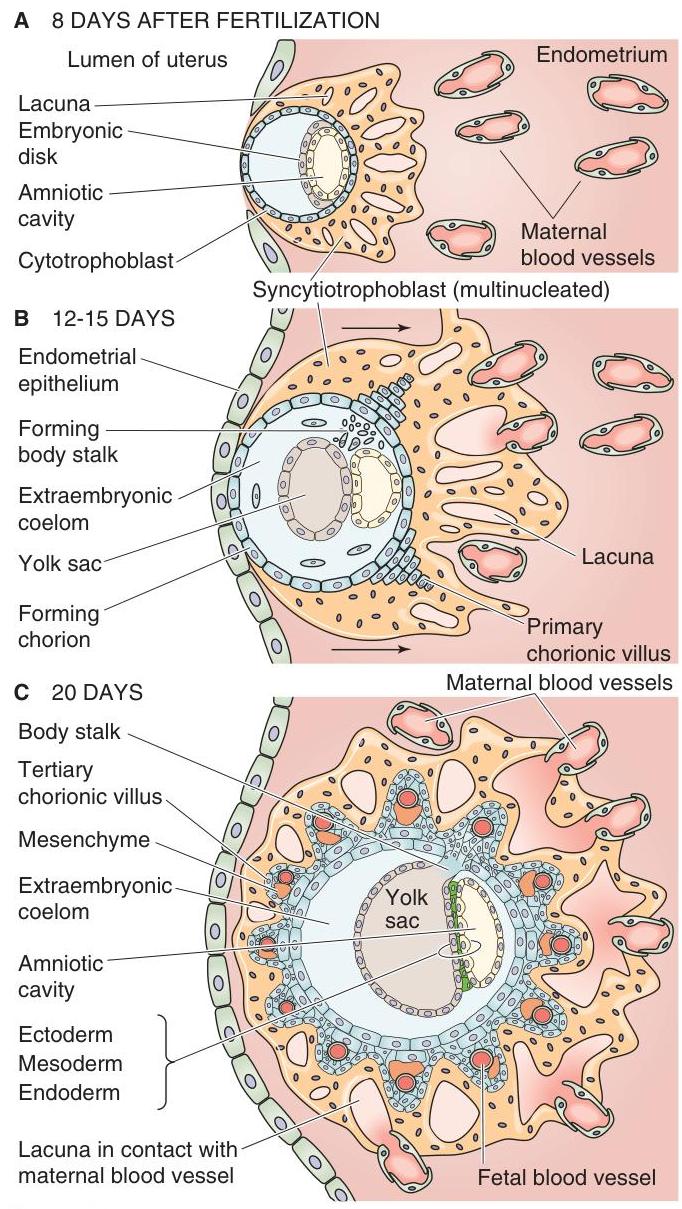 A 8 DAYS AFTER FERTILIZATION
Lumen of uterus
Endometrium
Lacuna
Embryonic
disk
Amniotic
cavity
Cytotrophoblast
Maternal
blood vessels
Syncytiotrophoblast (multinucleated)
B 12-15 DAYS
Endometrial
epithelium
Forming
body stalk
Extraembryonic
coelom
Yolk sac
Forming
chorion
Lacuna
Primary
chorionic villus
C 20 DAYS
Maternal blood vessels
Body stalk
Tertiary
chorionic villus
Mesenchyme
Extraembryonic
coelom
Yolk
sac
Amniotic
cavity
Ectoderm
Mesoderm
Endoderm
Lacuna in contact with
maternal blood vessel
Fetal blood vessel